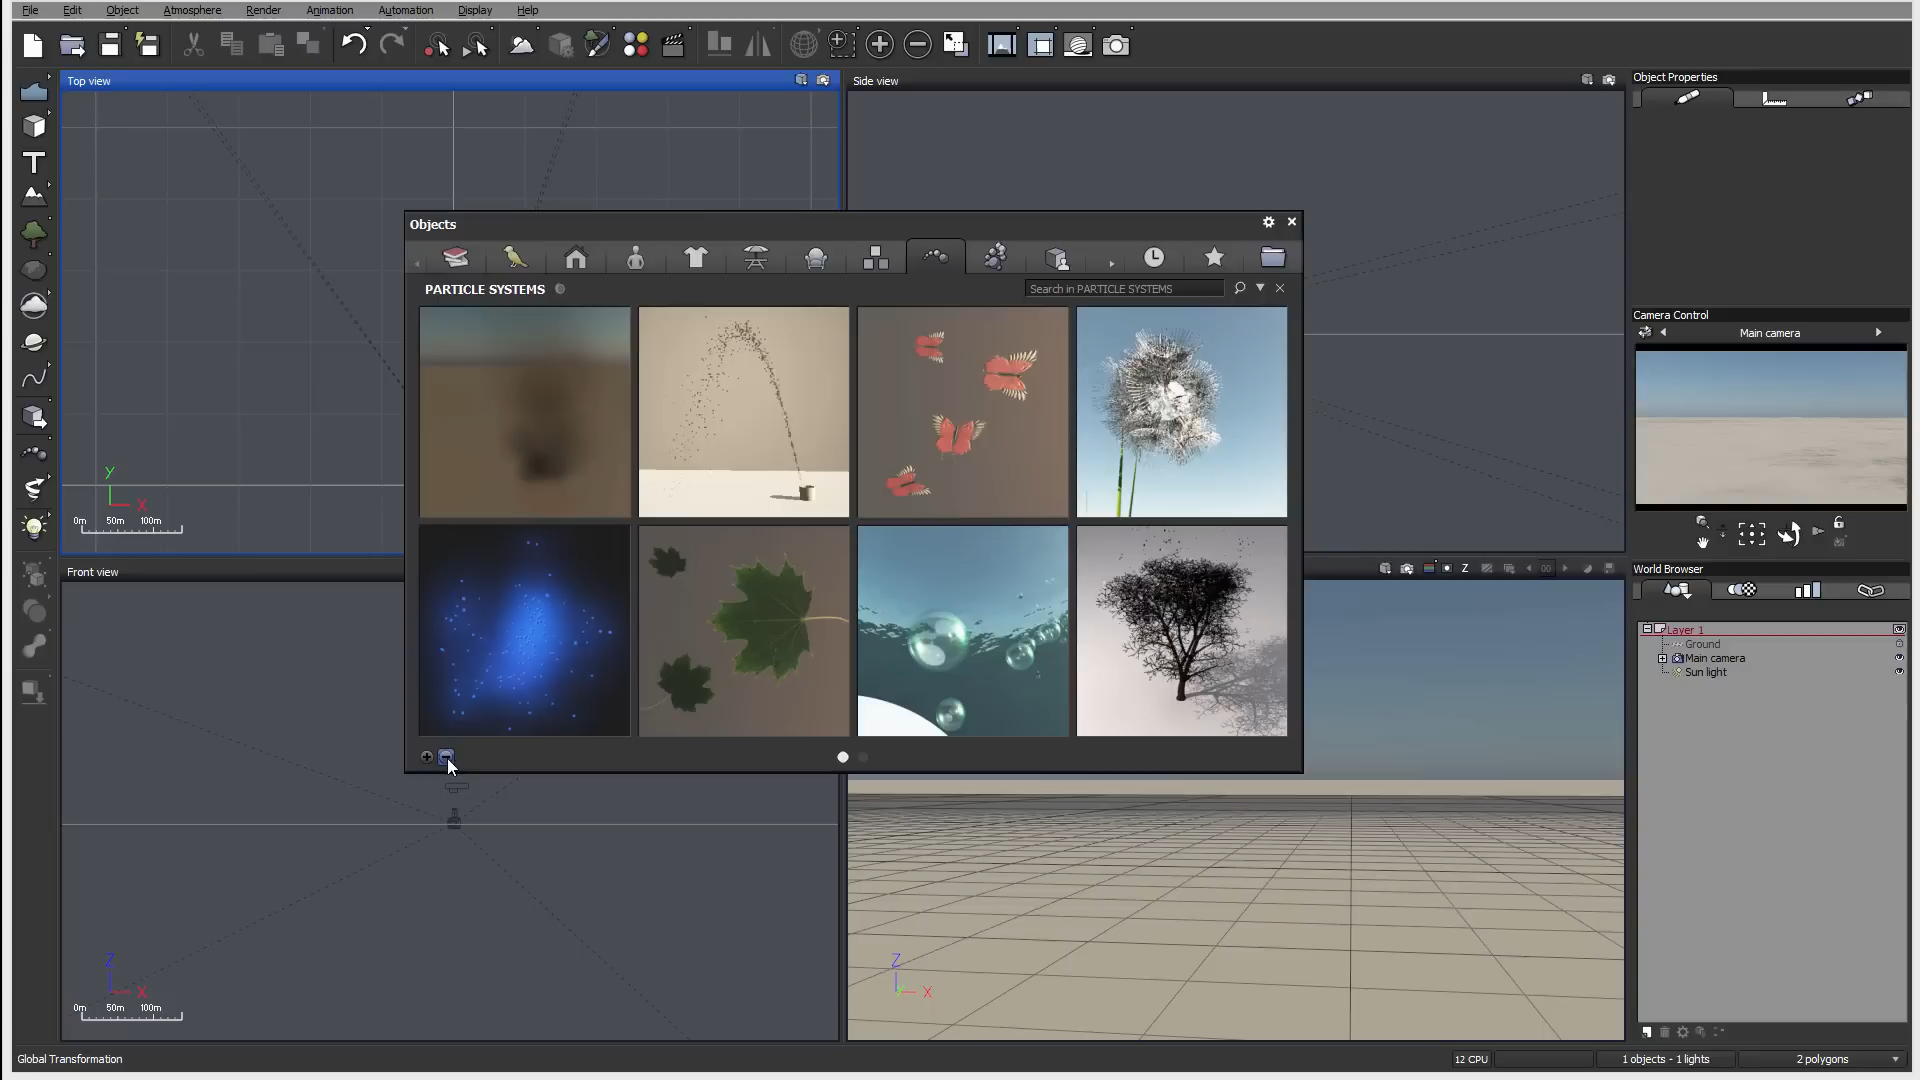 File Edit Object Atmosphere Render Animation Automation Display Help
Top view
Side view
Object Properties
Objects
PARTICLE SYSTEMS
Search in PARTICLE SYSTEMS
Camera Control
Main camera
Y
X
0m 50m 100m
Front view
Z
00
World Browser
Layer 1
Ground
Main camera
Sun light
Z
X
0m 50m 100m
Z
Y
X
Global Transformation
12 CPU
1 objects - 1 lights
2 polygons